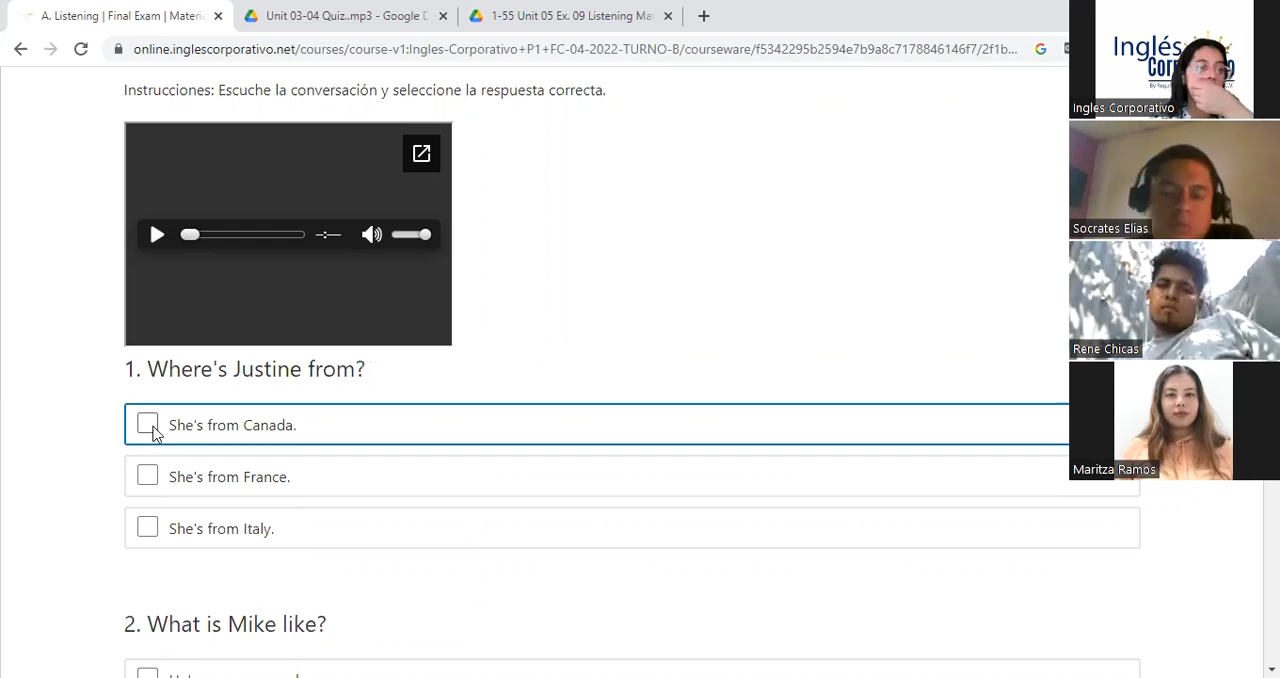 A. Listening | Final Exam | Materia
Unit 03-04 Quiz..mp3 - Google D
1-55 Unit 05 Ex. 09 Listening Mar
online.inglescorporativo.net/courses/course-v1:Ingles-Corporativo+P1+FC-04-2022-TURNO-B/courseware/f5342295b2594e7b9a8c7178846146f7/2f1b...
Instrucciones: Escuche la conversación y seleccione la respuesta correcta.
1. Where's Justine from?
She's from Canada.
She's from France.
She's from Italy.
2. What is Mike like?
Inglés
Ingles Corporativo
Socrates Elias
Rene Chicas
Maritza Ramos